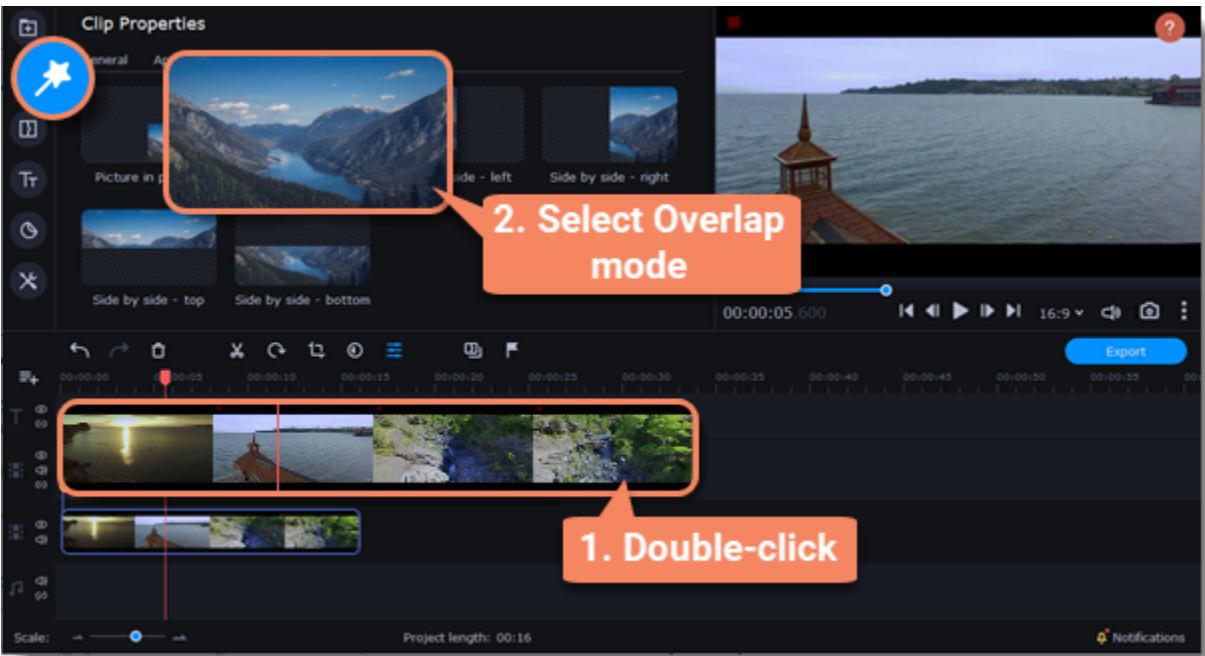 Clip Properties
General
Picture in p
side - left
Side by side - right
2. Select Overlap
mode
Side by side - top
Side by side - bottom
?
00:00:05.600
16:9
Export
00:00:00
00:00:05
00:00:10
00:00:15
00:00:20
00:00:25
00:00:30
00:00:35
00:00:40
00:00:45
00:00:50
00:00:55
1. Double-click
Scale:
Project length: 00:16
Notifications